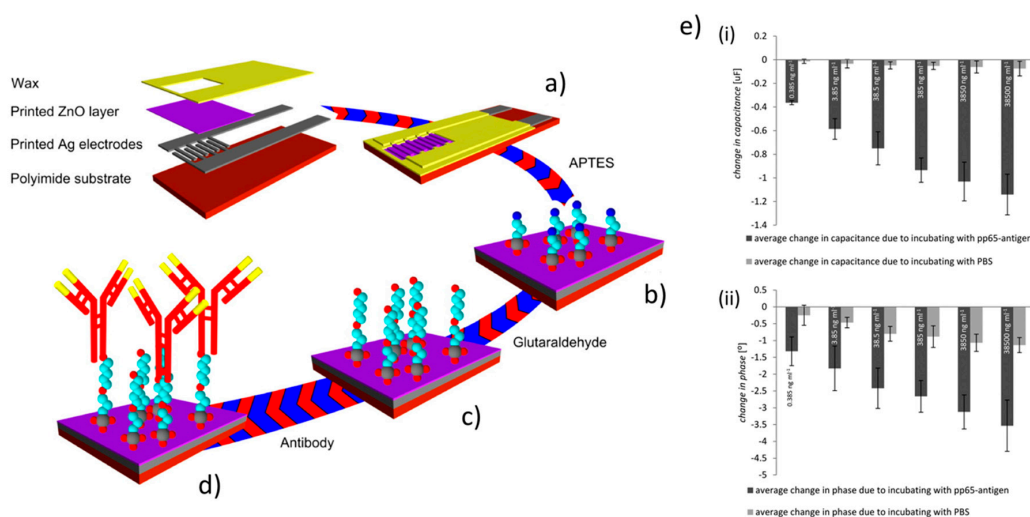 Wax
Printed ZnO layer
Printed Ag electrodes
Polyimide substrate
a)
APTES
b)
Glutaraldehyde
c)
Antibody
d)
e)
(i)
change in capacitance [uF]
0.2
0
-0.2
-0.4
-0.6
-0.8
-1
-1.2
-1.4
0.385 ng ml⁻¹
3.85 ng ml⁻¹
38.5 ng ml⁻¹
385 ng ml⁻¹
3850 ng ml⁻¹
38500 ng ml⁻¹
average change in capacitance due to incubating with pp65-antigen
average change in capacitance due to incubating with PBS
(ii)
change in phase [°]
0
-0.5
-1
-1.5
-2
-2.5
-3
-3.5
-4
-4.5
-5
0.385 ng ml⁻¹
3.85 ng ml⁻¹
38.5 ng ml⁻¹
385 ng ml⁻¹
3850 ng ml⁻¹
38500 ng ml⁻¹
average change in phase due to incubating with pp65-antigen
average change in phase due to incubating with PBS